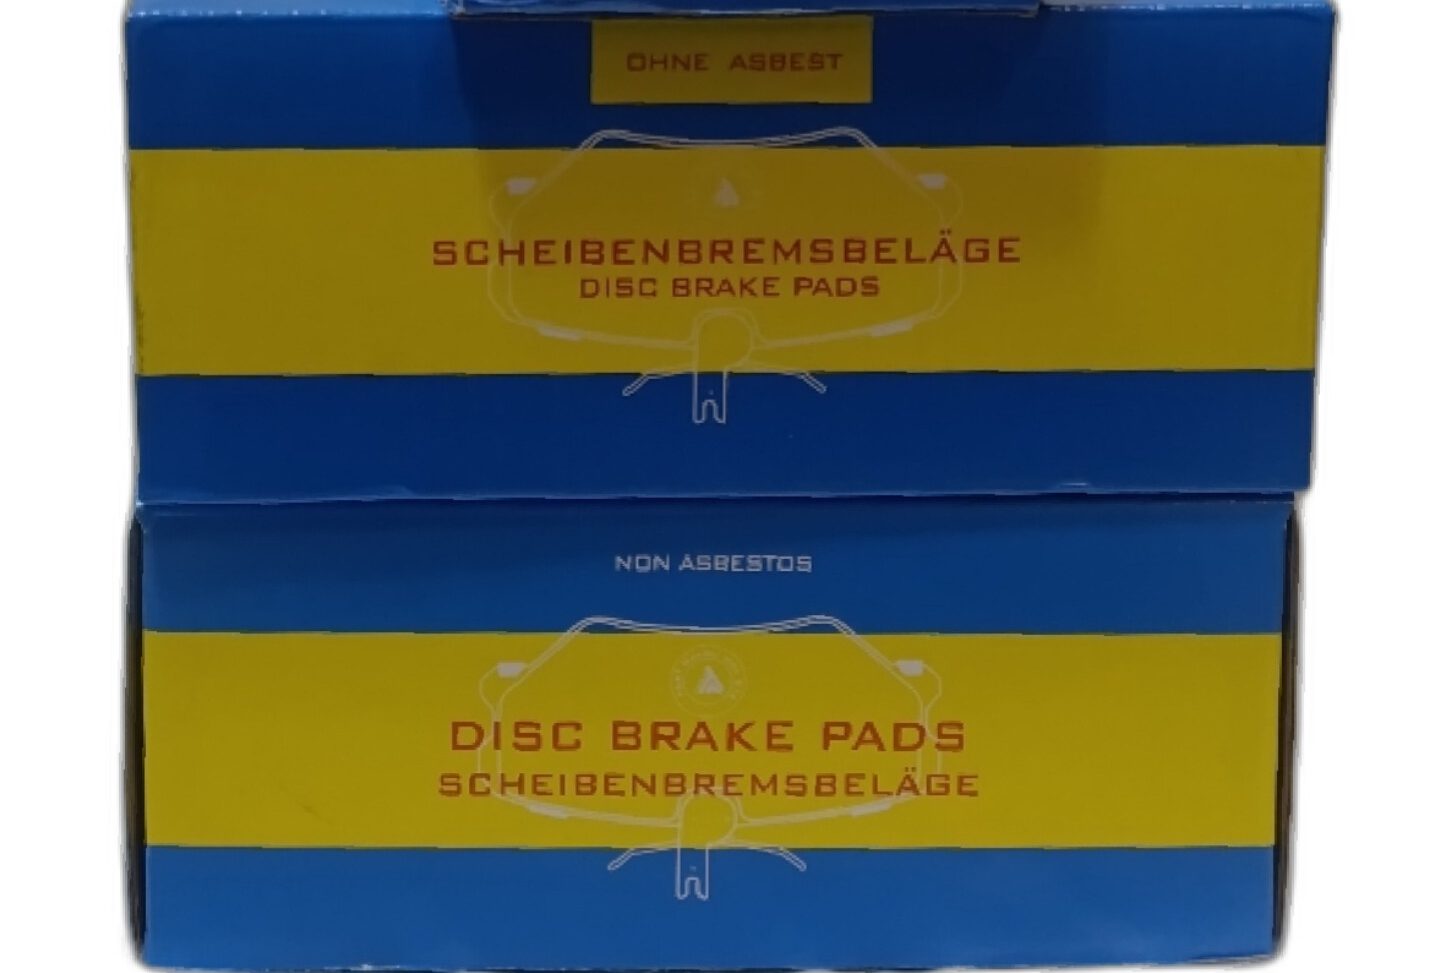 OHNE ASBEST
SCHEIBENBREMSBELÄGE
DISC BRAKE PADS
NON ASBESTOS
DISC BRAKE PADS
SCHEIBENBREMSBELÄGE